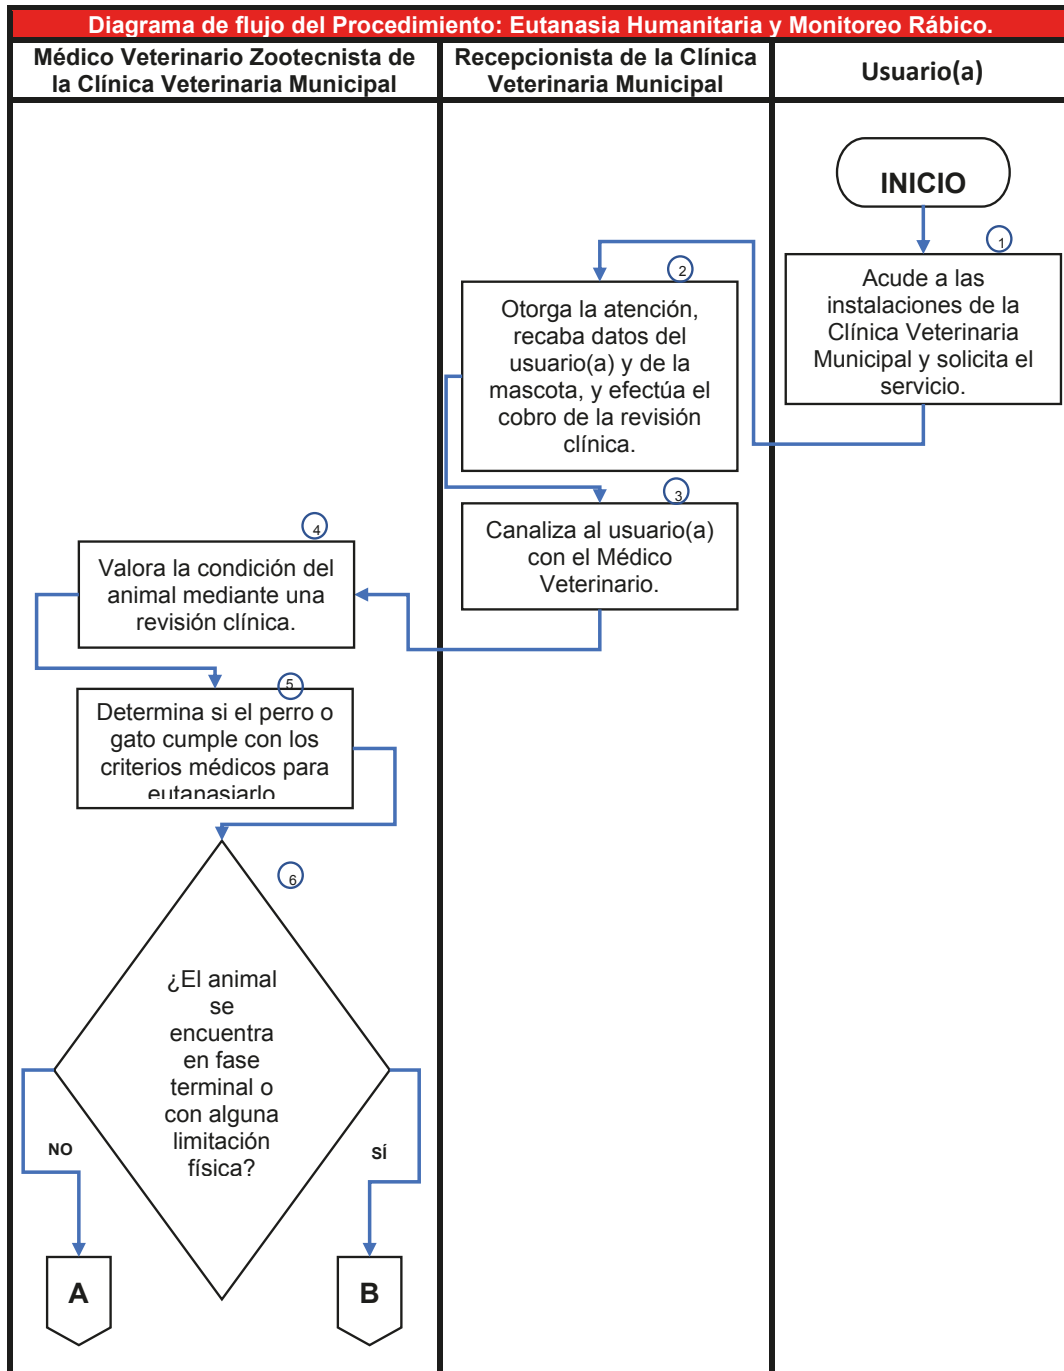 Diagrama de flujo del Procedimiento: Eutanasia Humanitaria y Monitoreo Rábico.
Médico Veterinario Zootecnista de
la Clínica Veterinaria Municipal
Recepcionista de la Clínica
Veterinaria Municipal
Usuario(a)
INICIO
1
Acude a las
instalaciones de la
Clínica Veterinaria
Municipal y solicita el
servicio.
2
Otorga la atención,
recaba datos del
usuario(a) y de la
mascota, y efectúa el
cobro de la revisión
clínica.
3
Canaliza al usuario(a)
con el Médico
Veterinario.
4
Valora la condición del
animal mediante una
revisión clínica.
5
Determina si el perro o
gato cumple con los
criterios médicos para
eutanasiarlo
6
¿El animal
se
encuentra
en fase
terminal o
con alguna
limitación
física?
NO
SÍ
A
B